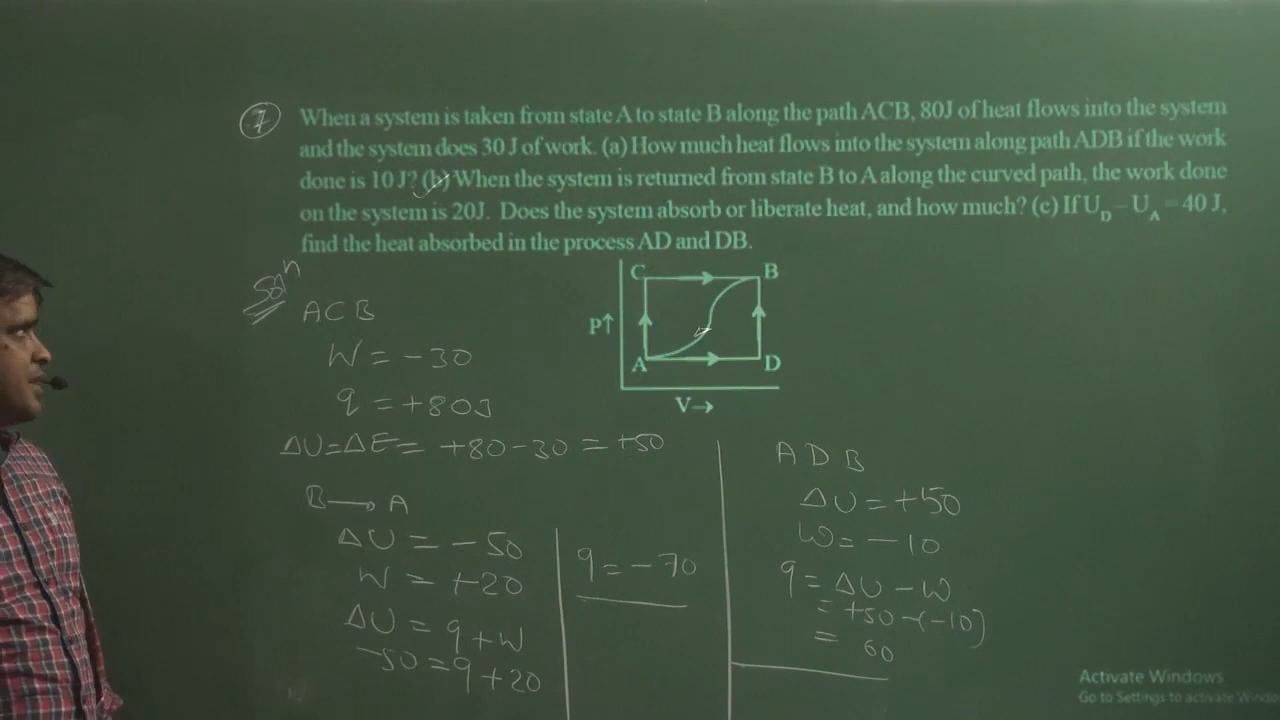 7 When a system is taken from state A to state B along the path ACB, 80J of heat flows into the system
and the system does 30 J of work. (a) How much heat flows into the system along path ADB if the work
done is 10 J? (b) When the system is returned from state B to A along the curved path, the work done
on the system is 20J. Does the system absorb or liberate heat, and how much? (c) If U_D – U_A = 40 J,
find the heat absorbed in the process AD and DB.
Solⁿ
C B
P↑
A D
V→
ACB
W = -30
q = +80J
ΔU=ΔE= +80-30 = +50
B → A
ΔU = -50
W = +20
ΔU = q+W
-50 = q+20
q = -70
ADB
ΔU = +50
W = -10
q = ΔU - W
= +50-(-10)
= 60
Activate Windows
Go to Settings to activate Windo